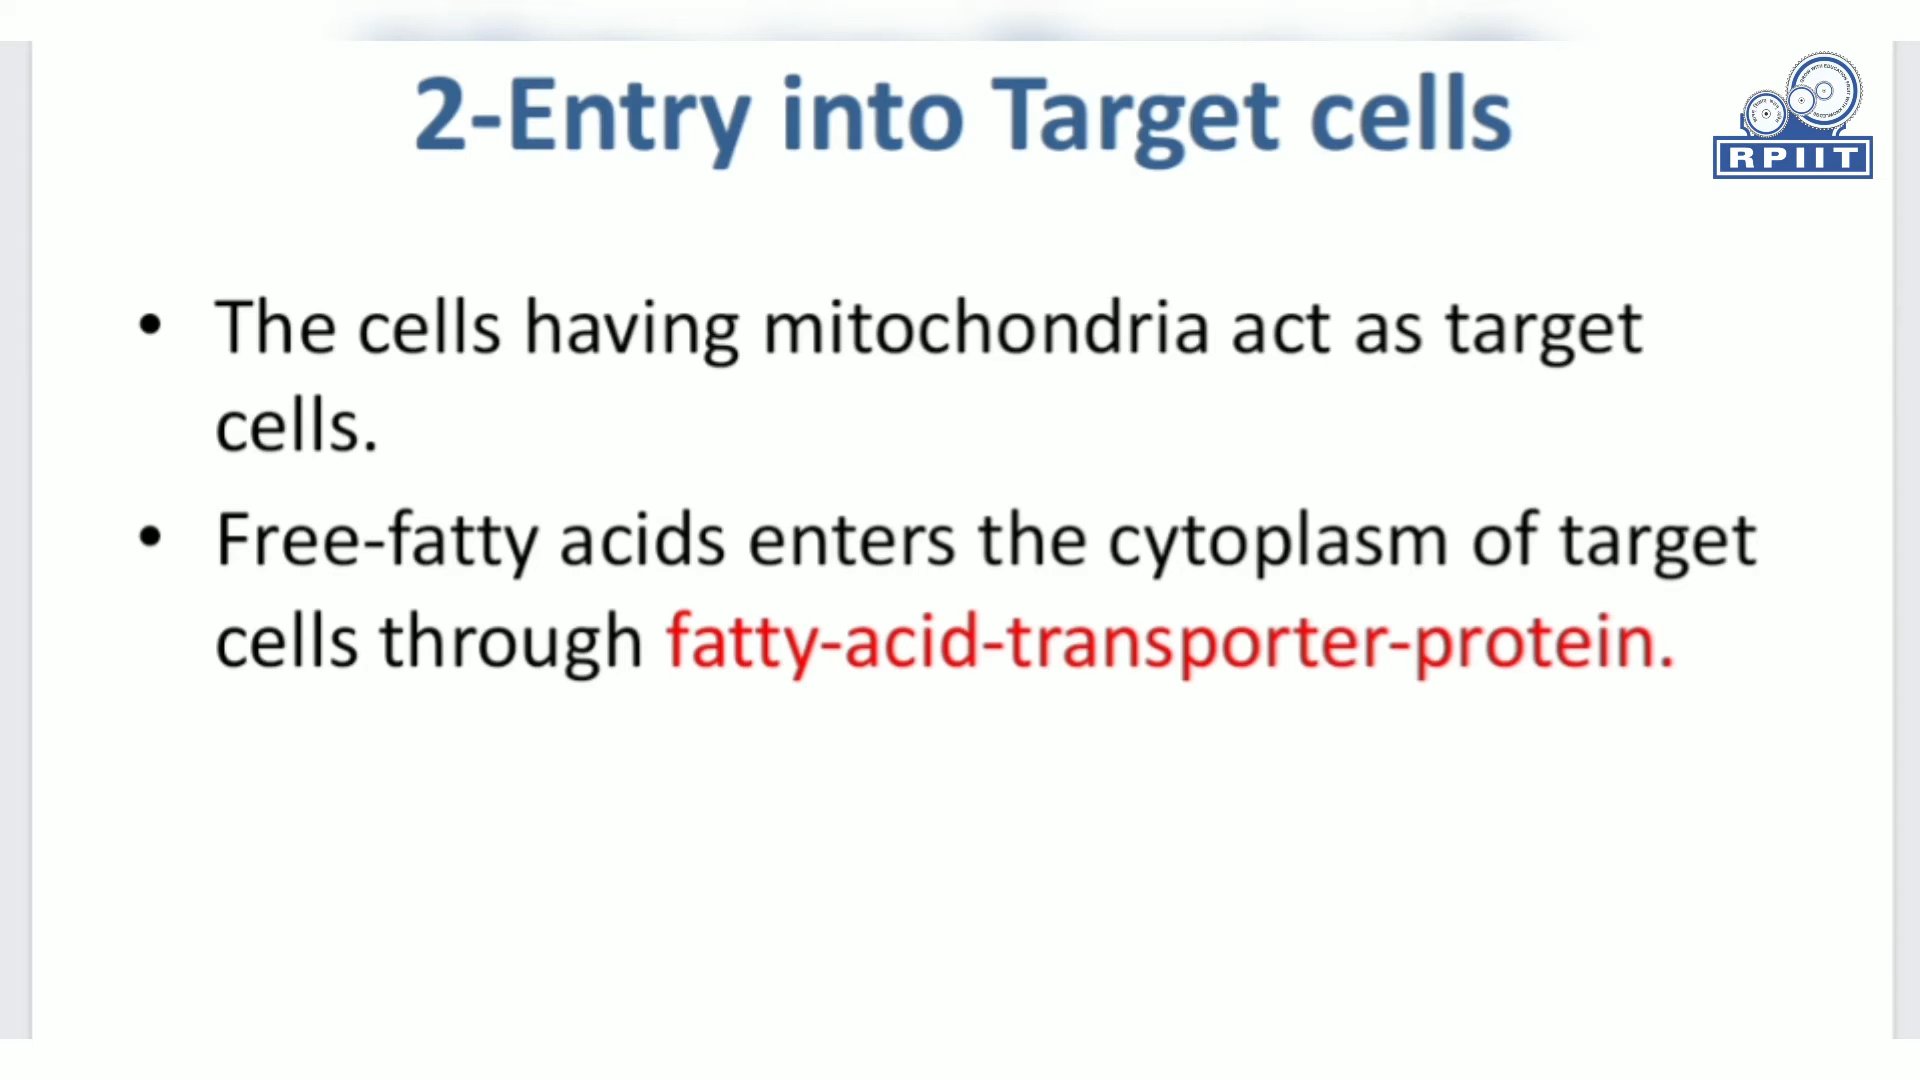 2-Entry into Target cells
RPIIT
• The cells having mitochondria act as target
cells.
• Free-fatty acids enters the cytoplasm of target
cells through fatty-acid-transporter-protein.